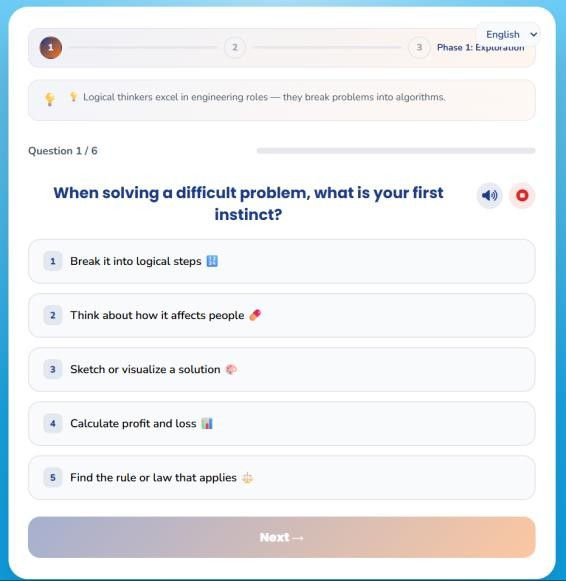 English
1
2
3
Phase 1: Exploration
💡 💡 Logical thinkers excel in engineering roles — they break problems into algorithms.
Question 1 / 6
When solving a difficult problem, what is your first
instinct?
1 Break it into logical steps 🔢
2 Think about how it affects people 💊
3 Sketch or visualize a solution 🎨
4 Calculate profit and loss 📊
5 Find the rule or law that applies ⚖️
Next →